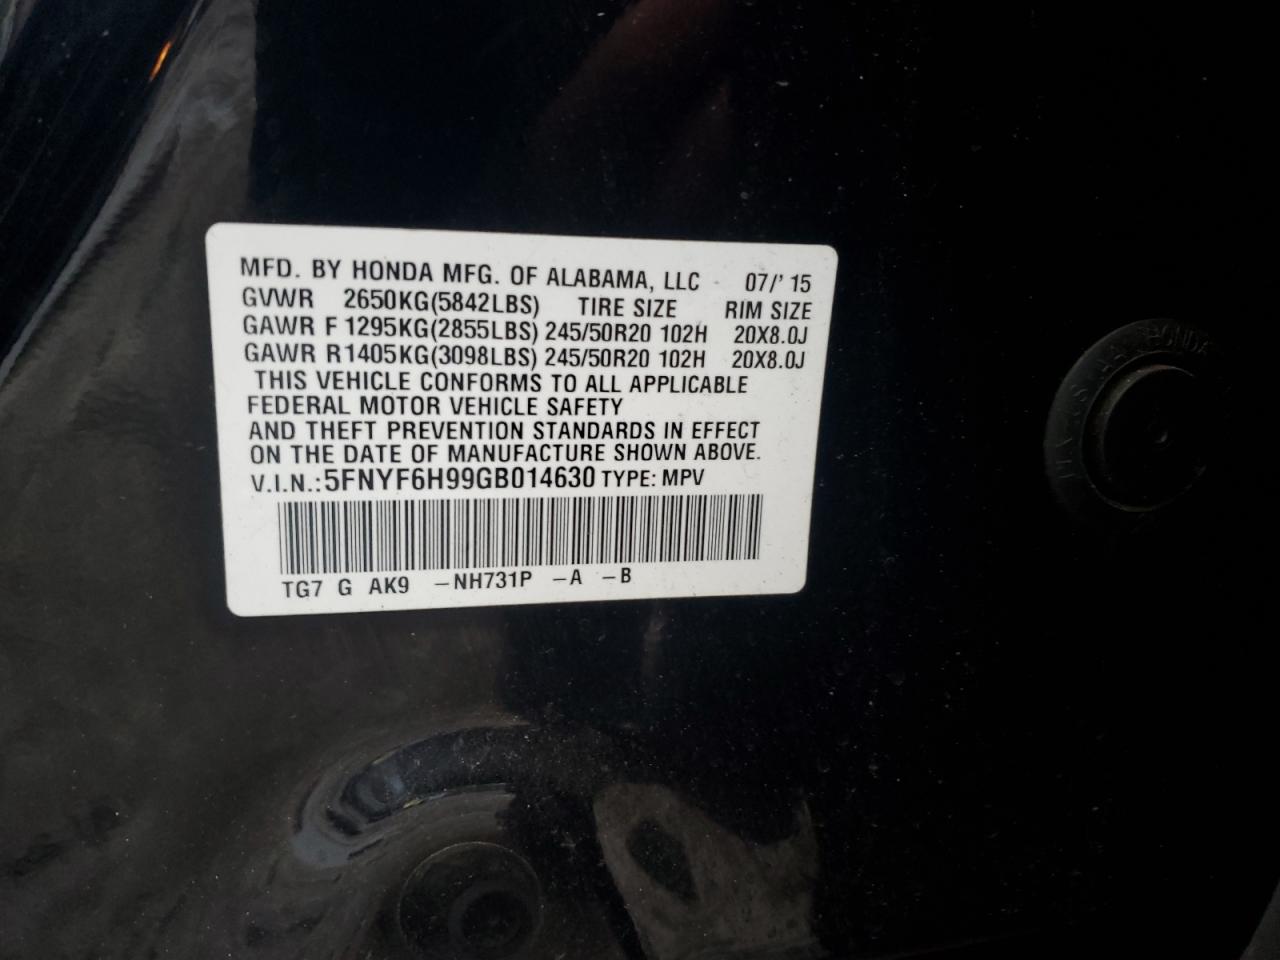 MFD. BY HONDA MFG. OF ALABAMA, LLC 07/'15
GVWR 2650KG(5842LBS) TIRE SIZE RIM SIZE
GAWR F 1295KG(2855LBS) 245/50R20 102H 20X8.0J
GAWR R1405KG(3098LBS) 245/50R20 102H 20X8.0J
THIS VEHICLE CONFORMS TO ALL APPLICABLE
FEDERAL MOTOR VEHICLE SAFETY
AND THEFT PREVENTION STANDARDS IN EFFECT
ON THE DATE OF MANUFACTURE SHOWN ABOVE.
V.I.N.: 5FNYF6H99GB014630 TYPE: MPV
TG7 G AK9 -NH731P -A -B
HONDA